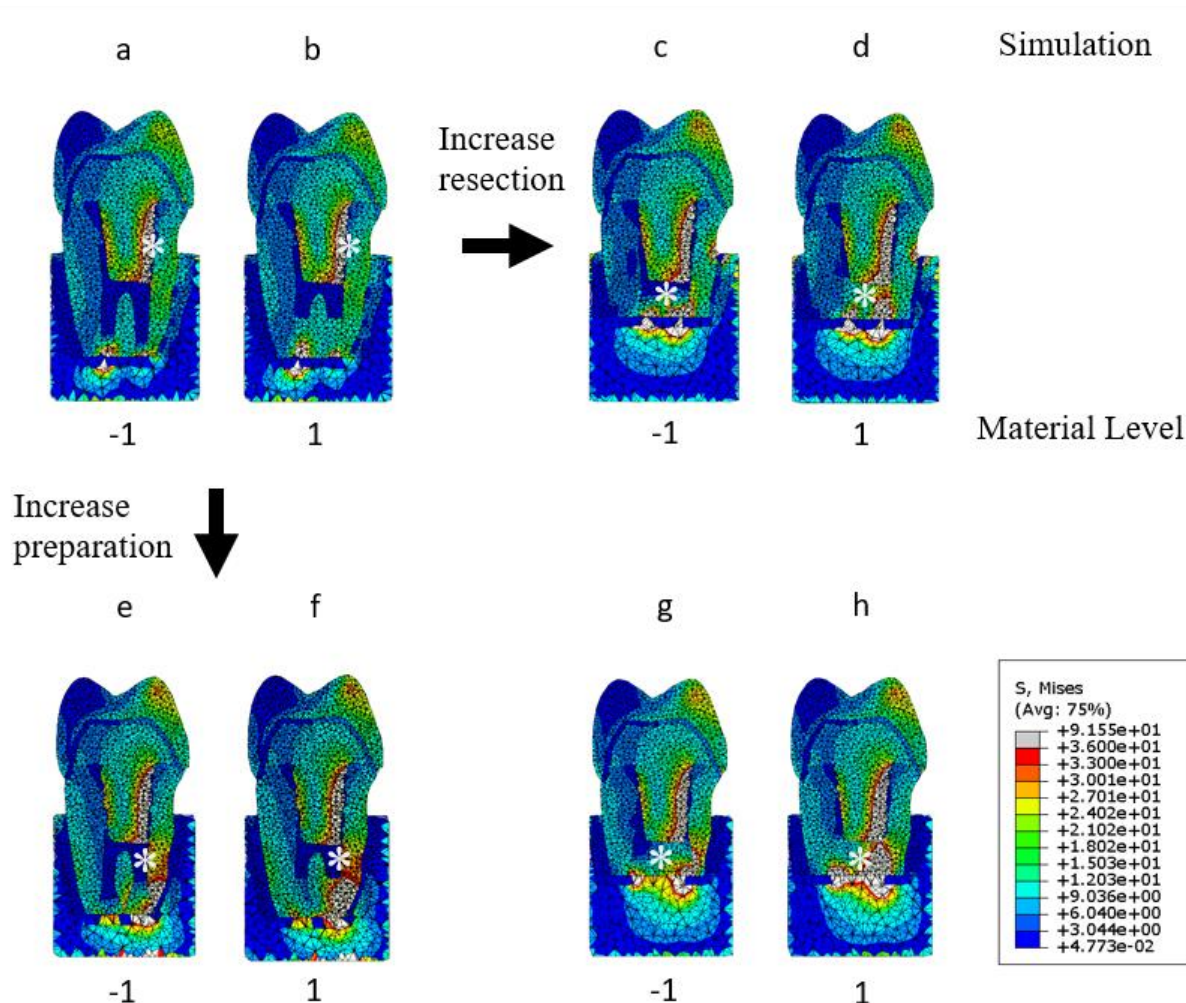 a b c d Simulation
Increase
resection
-1 1 -1 1 Material Level
Increase
preparation
e f g h
S, Mises
(Avg: 75%)
+9.155e+01
+3.600e+01
+3.300e+01
+3.001e+01
+2.701e+01
+2.402e+01
+2.102e+01
+1.802e+01
+1.503e+01
+1.203e+01
+9.036e+00
+6.040e+00
+3.044e+00
+4.773e-02
-1 1 -1 1